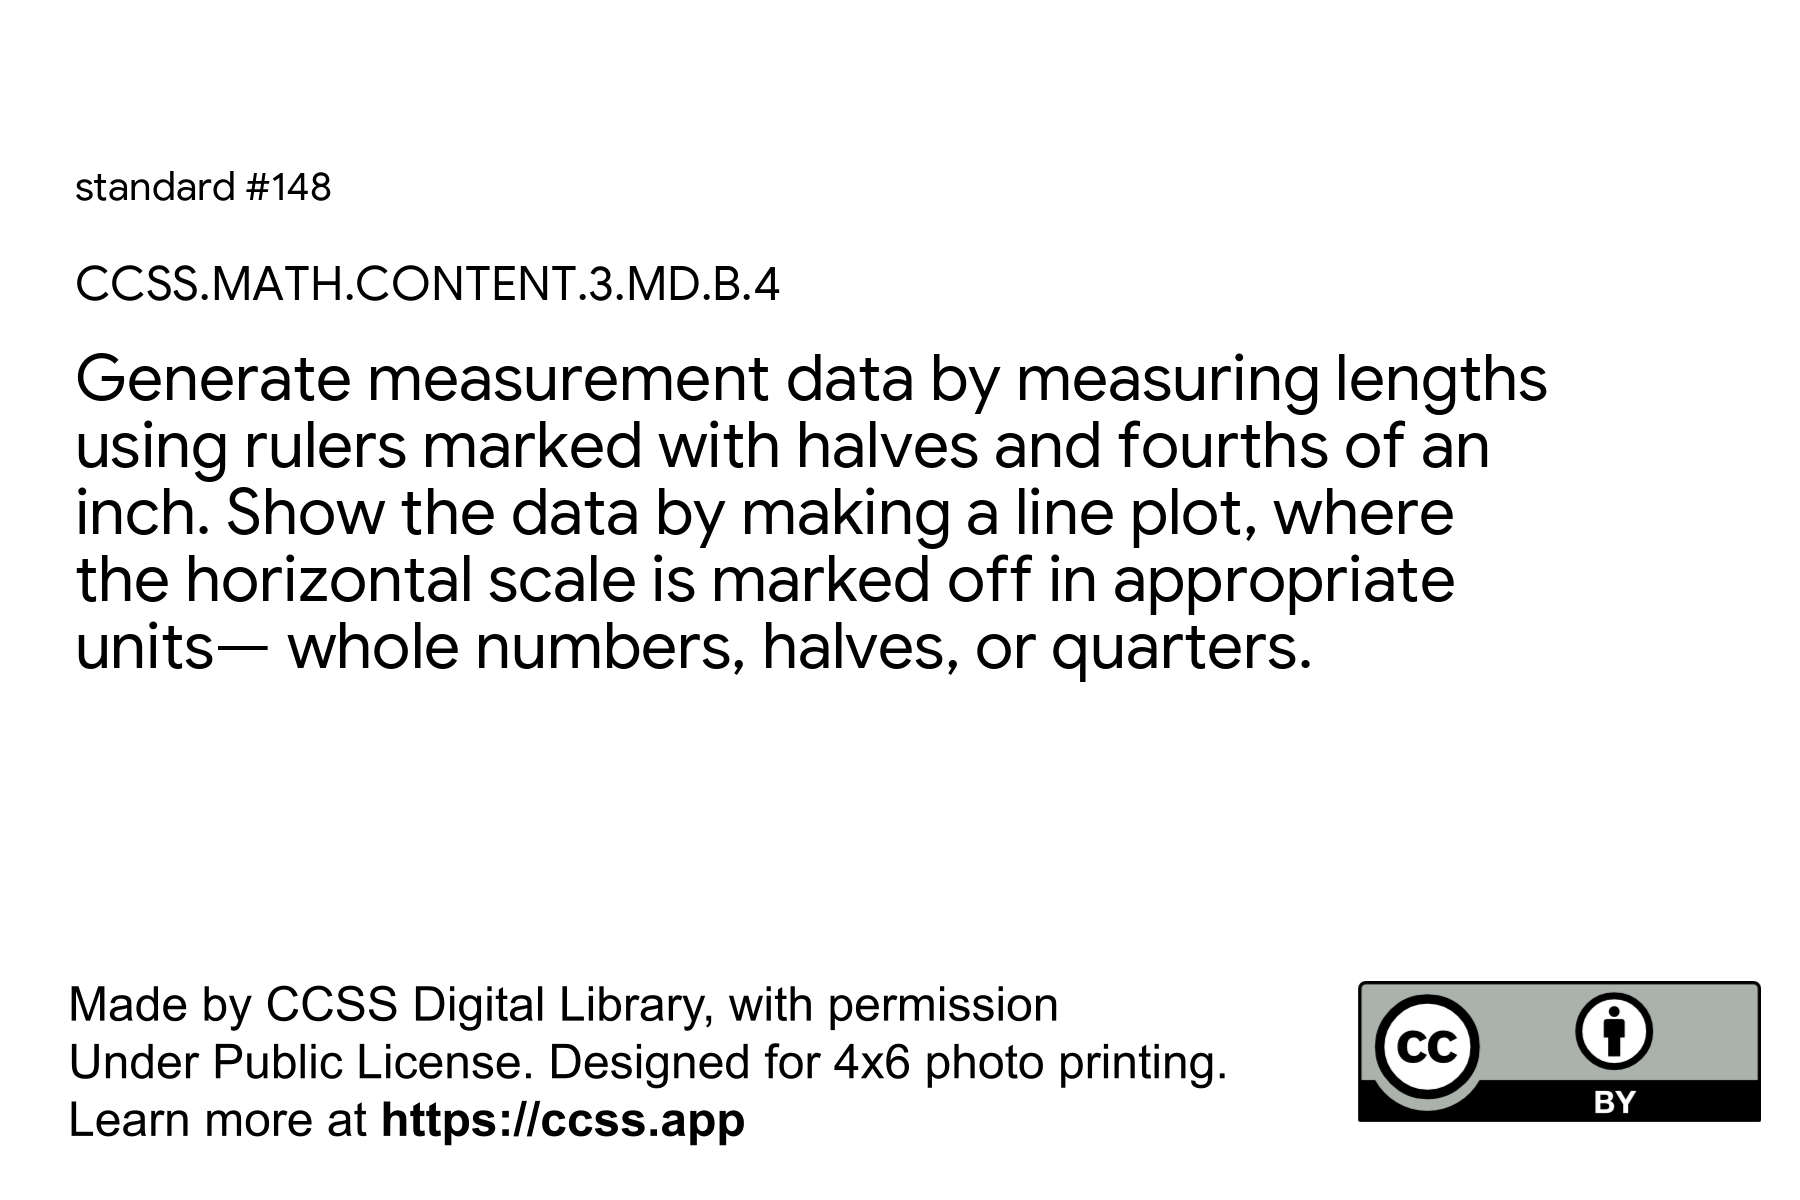 standard #148
CCSS.MATH.CONTENT.3.MD.B.4
Generate measurement data by measuring lengths
using rulers marked with halves and fourths of an
inch. Show the data by making a line plot, where
the horizontal scale is marked off in appropriate
units— whole numbers, halves, or quarters.
Made by CCSS Digital Library, with permission
Under Public License. Designed for 4x6 photo printing.
Learn more at https://ccss.app
cc
BY